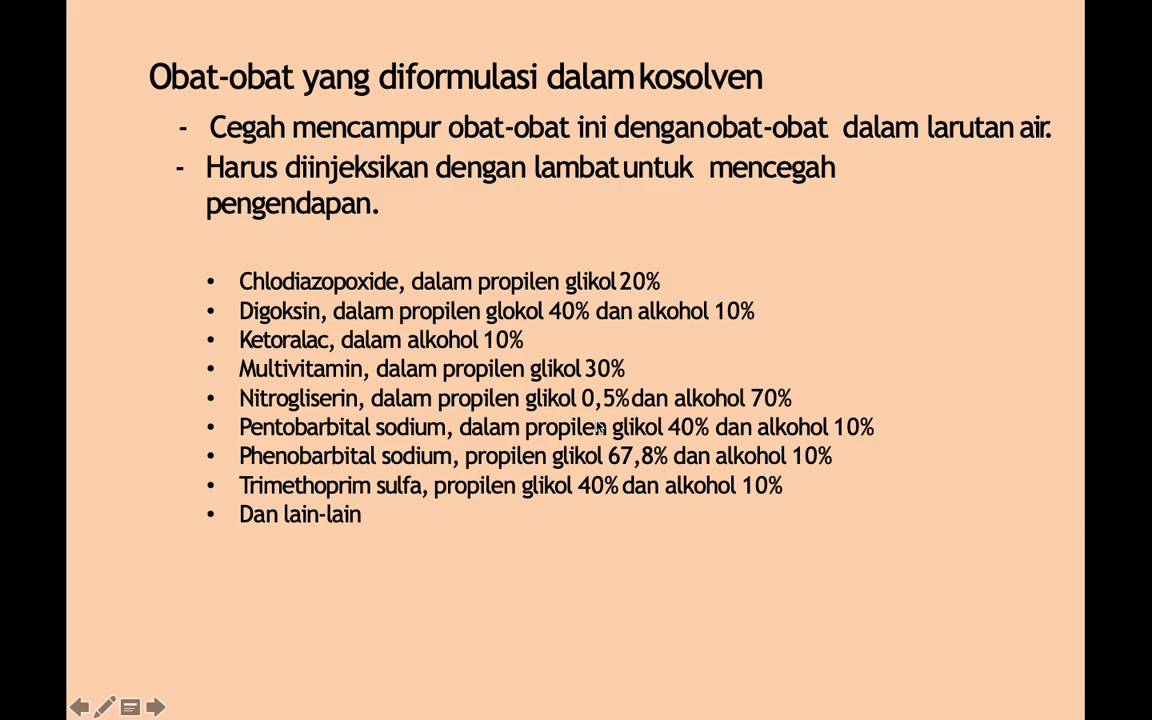 Obat-obat yang diformulasi dalam kosolven
- Cegah mencampur obat-obat ini dengan obat-obat dalam larutan air.
- Harus diinjeksikan dengan lambat untuk mencegah
pengendapan.
• Chlodiazopoxide, dalam propilen glikol 20%
• Digoksin, dalam propilen glokol 40% dan alkohol 10%
• Ketoralac, dalam alkohol 10%
• Multivitamin, dalam propilen glikol 30%
• Nitrogliserin, dalam propilen glikol 0,5% dan alkohol 70%
• Pentobarbital sodium, dalam propilen glikol 40% dan alkohol 10%
• Phenobarbital sodium, propilen glikol 67,8% dan alkohol 10%
• Trimethoprim sulfa, propilen glikol 40% dan alkohol 10%
• Dan lain-lain